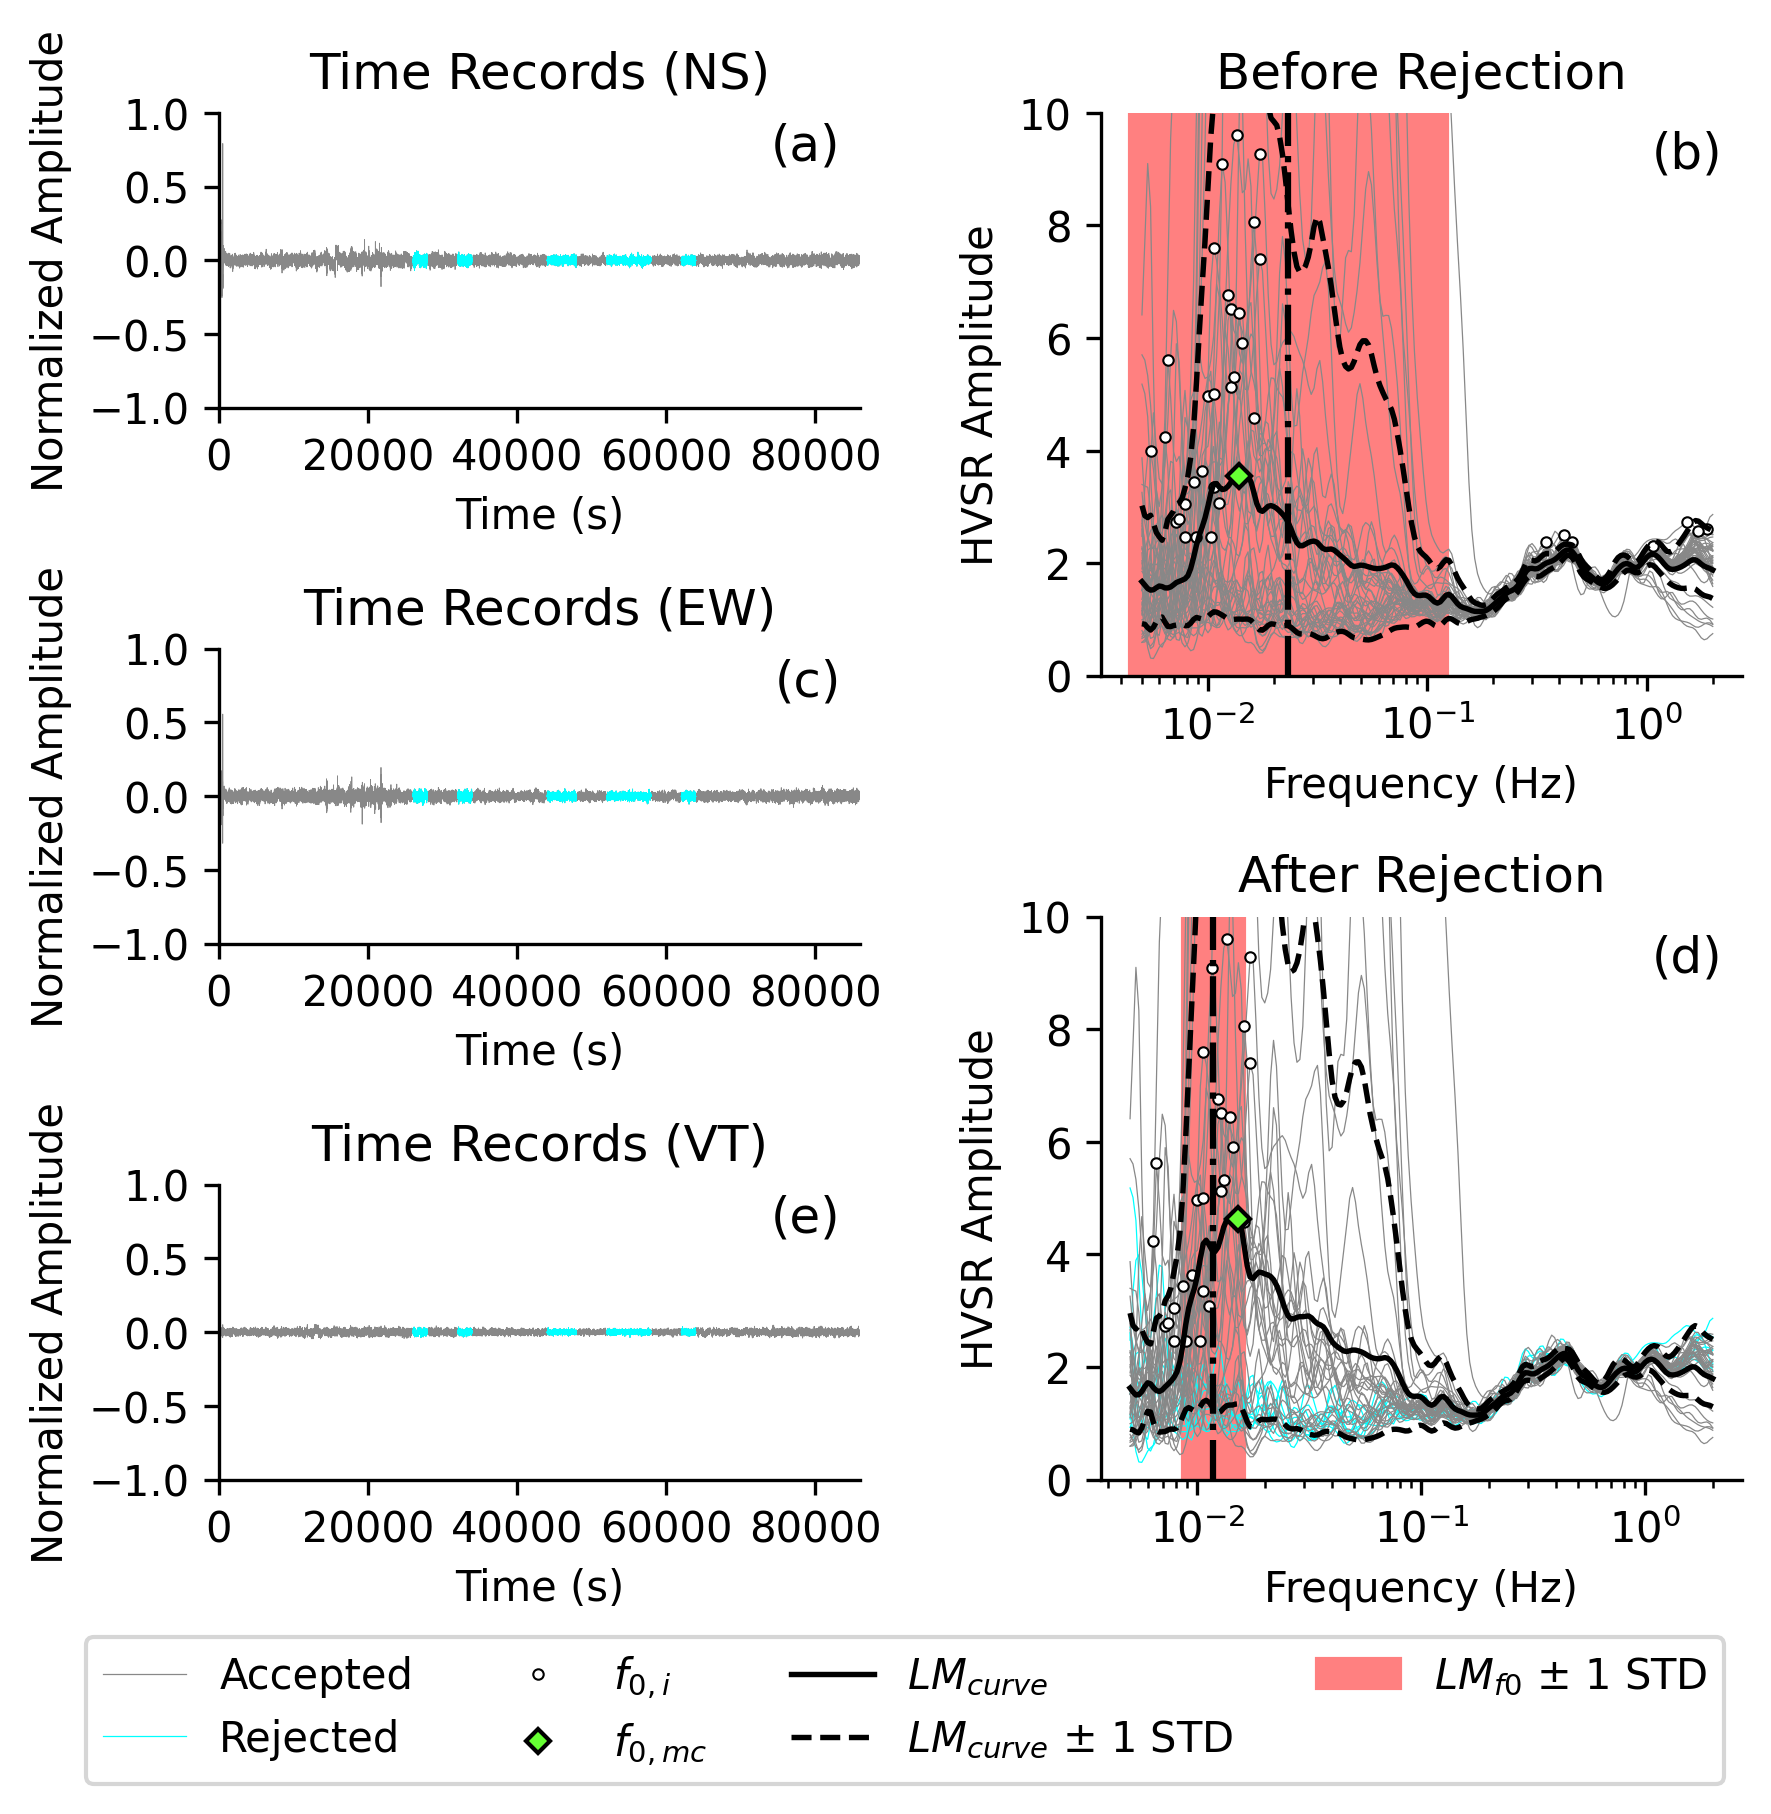 Time Records (NS)
Normalized Amplitude
1.0
0.5
0.0
−0.5
−1.0
(a)
0 20000 40000 60000 80000
Time (s)
Before Rejection
HVSR Amplitude
10
8
6
4
2
0
(b)
10⁻² 10⁻¹ 10⁰
Frequency (Hz)
Time Records (EW)
Normalized Amplitude
1.0
0.5
0.0
−0.5
−1.0
(c)
0 20000 40000 60000 80000
Time (s)
After Rejection
HVSR Amplitude
10
8
6
4
2
0
(d)
10⁻² 10⁻¹ 10⁰
Frequency (Hz)
Time Records (VT)
Normalized Amplitude
1.0
0.5
0.0
−0.5
−1.0
(e)
0 20000 40000 60000 80000
Time (s)
Accepted
Rejected
f0,i
f0,mc
LMcurve
LMcurve ± 1 STD
LMf0 ± 1 STD